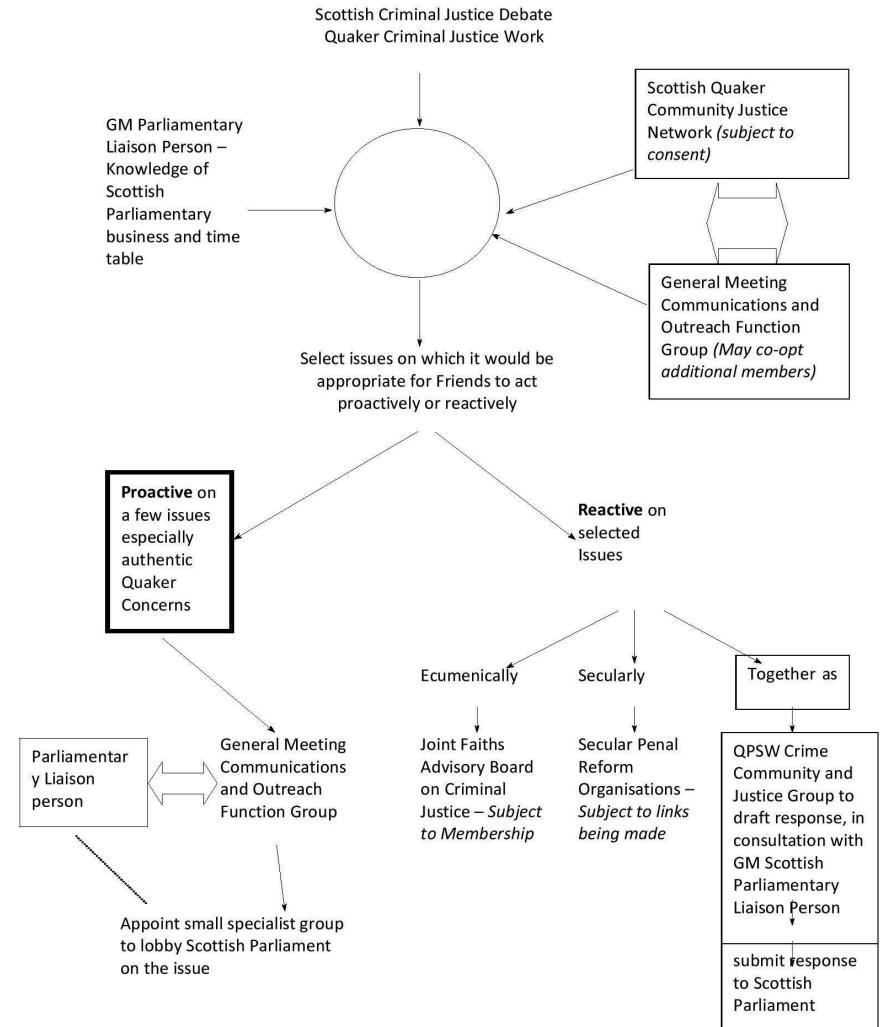 Scottish Criminal Justice Debate
Quaker Criminal Justice Work
GM Parliamentary
Liaison Person –
Knowledge of
Scottish
Parliamentary
business and time
table
Scottish Quaker
Community Justice
Network (subject to
consent)
General Meeting
Communications and
Outreach Function
Group (May co-opt
additional members)
Select issues on which it would be
appropriate for Friends to act
proactively or reactively
Proactive on
a few issues
especially
authentic
Quaker
Concerns
Reactive on
selected
Issues
Ecumenically
Secularly
Together as
Parliamentar
y Liaison
person
General Meeting
Communications
and Outreach
Function Group
Joint Faiths
Advisory Board
on Criminal
Justice – Subject
to Membership
Secular Penal
Reform
Organisations –
Subject to links
being made
QPSW Crime
Community and
Justice Group to
draft response, in
consultation with
GM Scottish
Parliamentary
Liaison Person
Appoint small specialist group
to lobby Scottish Parliament
on the issue
submit response
to Scottish
Parliament